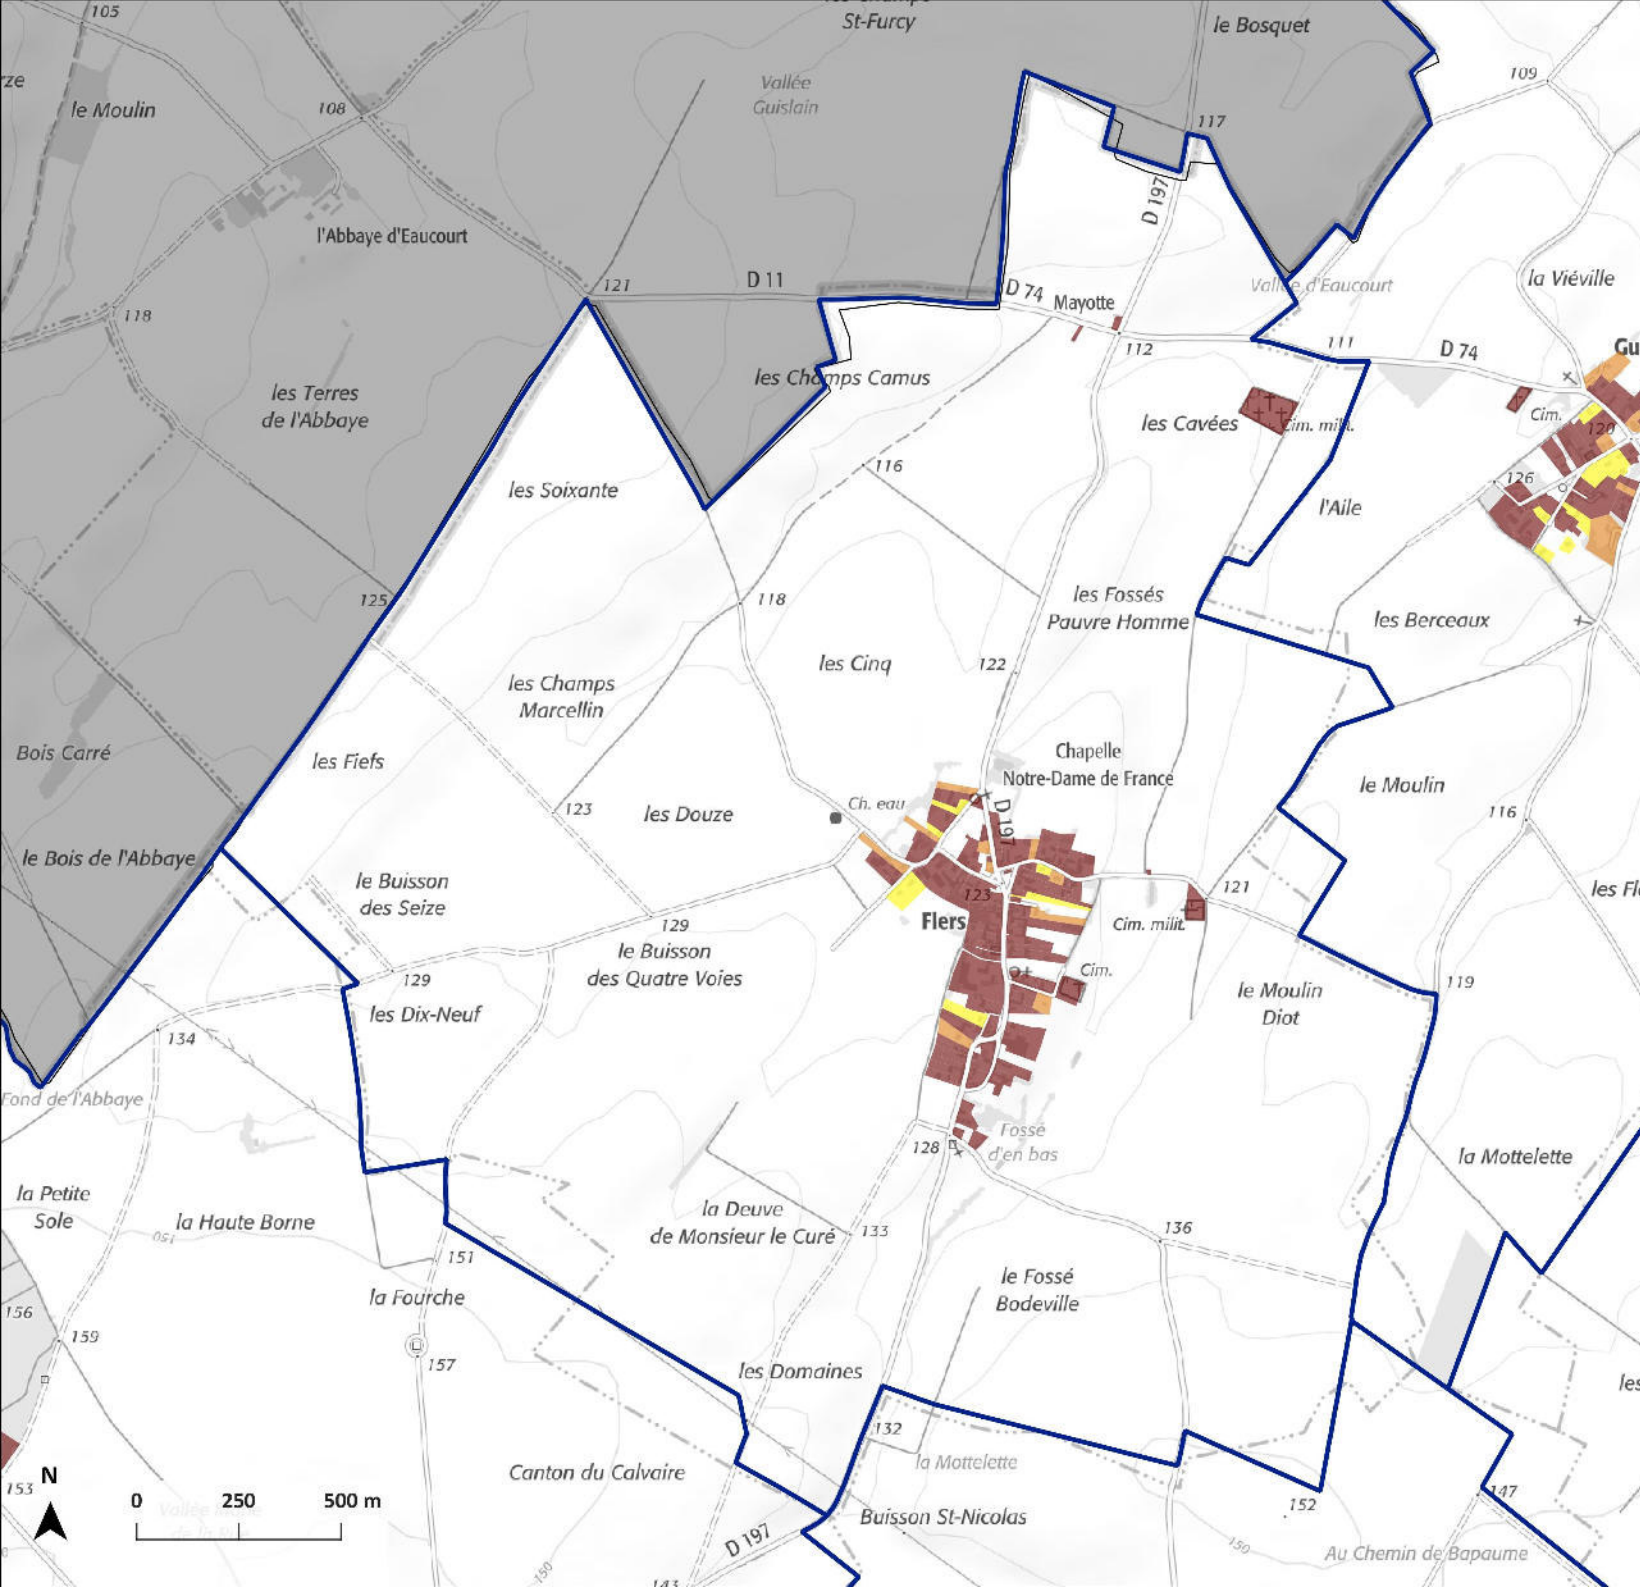 105
St-Furcy
le Bosquet
le Moulin
108
Vallée
Guislain
109
117
D 197
l'Abbaye d'Eaucourt
121
D 11
D 74
Mayotte
Vallée d'Eaucourt
la Viéville
118
112
111
D 74
Gu
les Terres
de l'Abbaye
les Champs Camus
les Cavées
Cim. milit.
Cim.
120
116
126
les Soixante
l'Aile
125
118
les Fossés
Pauvre Homme
les Berceaux
les Cinq
122
les Champs
Marcellin
Bois Carré
les Fiefs
Chapelle
Notre-Dame de France
le Moulin
123
les Douze
Ch. eau
D 197
116
le Bois de l'Abbaye
le Buisson
des Seize
123
121
les Fl
Flers
Cim. milit.
129
le Buisson
des Quatre Voies
129
Cim.
119
les Dix-Neuf
le Moulin
Diot
134
Fond de l'Abbaye
128
Fossé
d'en bas
la Mottelette
la Petite
Sole
la Haute Borne
150
la Deuve
de Monsieur le Curé
133
136
151
le Fossé
Bodeville
la Fourche
156
159
157
les Domaines
les
132
la Mottelette
N
Canton du Calvaire
153
0 250 500 m
147
152
Buisson St-Nicolas
D 197
150
Au Chemin de Bapaume
150
143